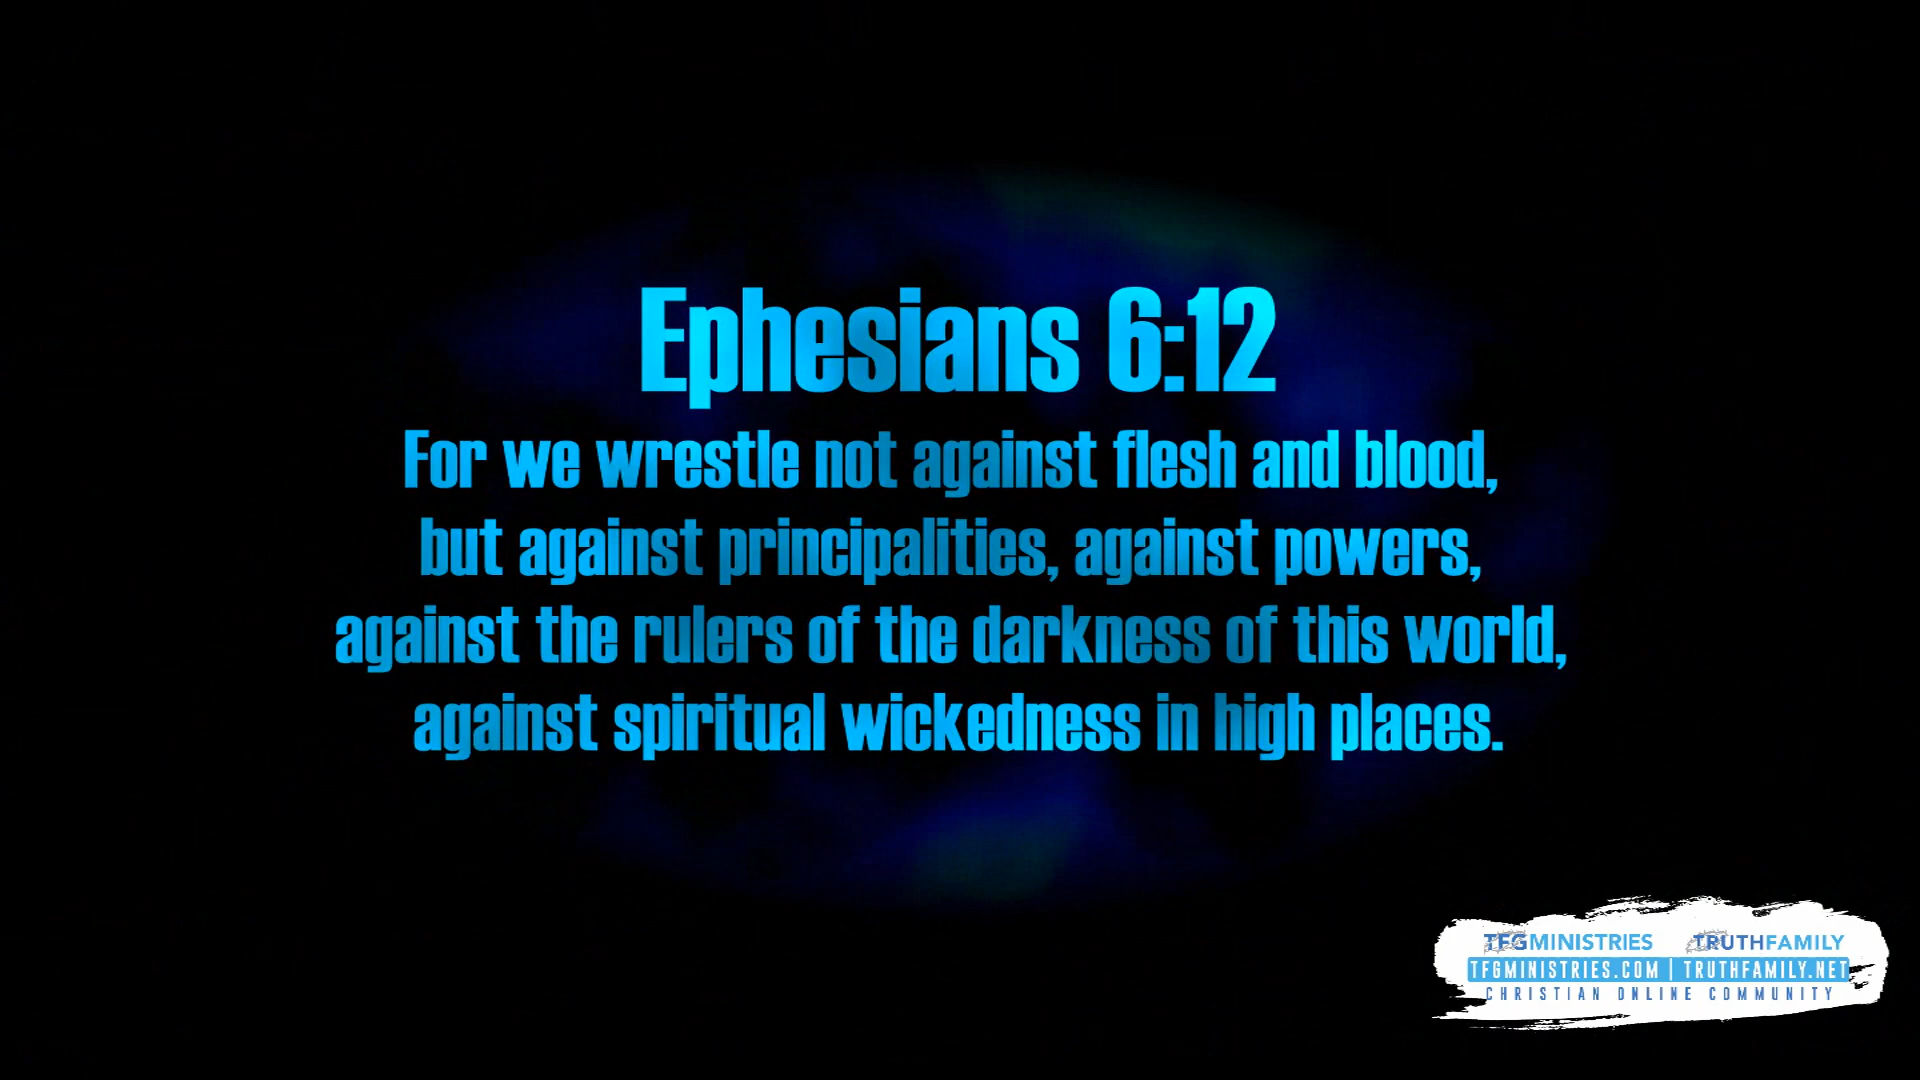 Ephesians 6:12
For we wrestle not against flesh and blood,
but against principalities, against powers,
against the rulers of the darkness of this world,
against spiritual wickedness in high places.
TFGMINISTRIES TRUTHFAMILY
TFGMINISTRIES.COM | TRUTHFAMILY.NET
CHRISTIAN ONLINE COMMUNITY